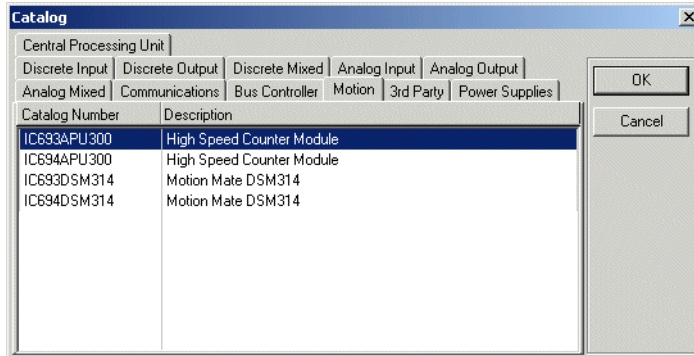 Catalog
Central Processing Unit
Discrete Input Discrete Output Discrete Mixed Analog Input Analog Output
Analog Mixed Communications Bus Controller Motion 3rd Party Power Supplies
OK
Cancel
Catalog Number Description
IC693APU300 High Speed Counter Module
IC694APU300 High Speed Counter Module
IC693DSM314 Motion Mate DSM314
IC694DSM314 Motion Mate DSM314